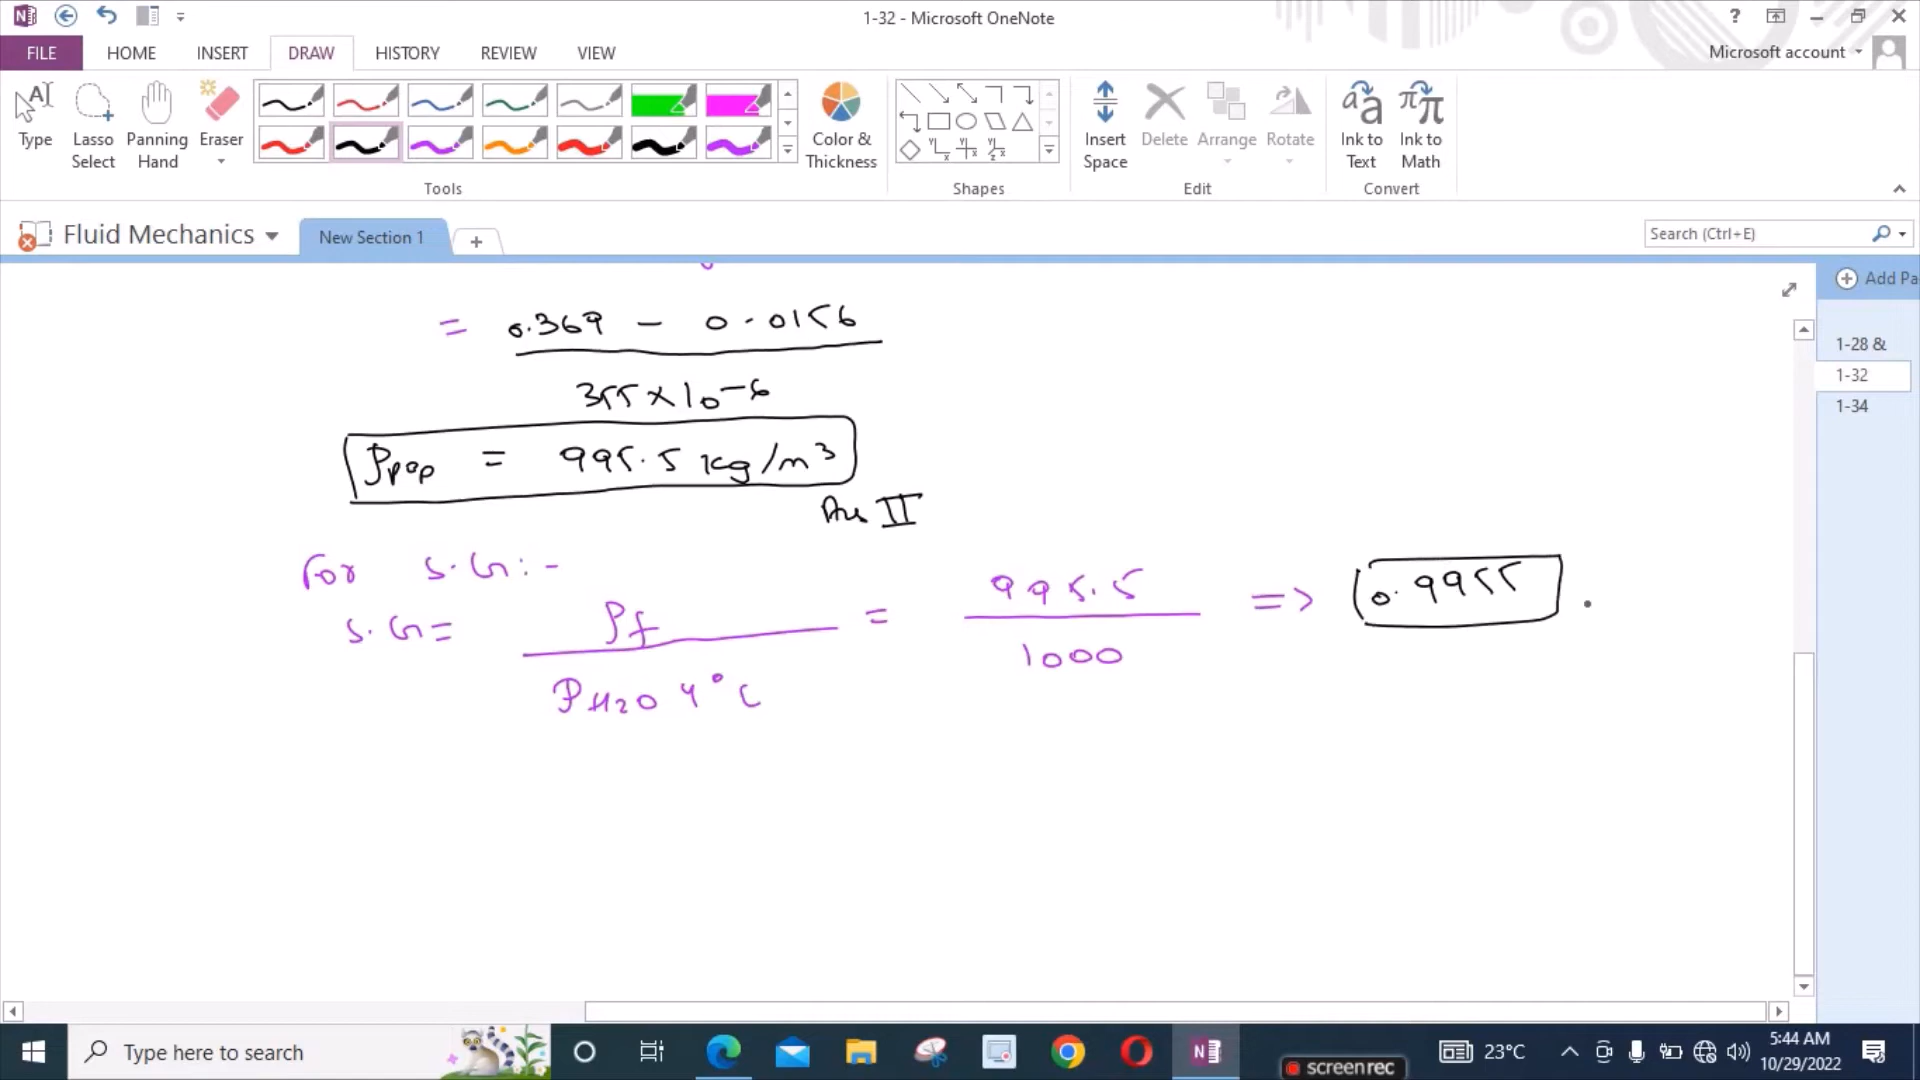 1-32 - Microsoft OneNote
?
FILE HOME INSERT DRAW HISTORY REVIEW VIEW
Microsoft account
Type
Lasso Select
Panning Hand
Eraser
Color & Thickness
Insert Space
Delete
Arrange
Rotate
Ink to Text
Ink to Math
Tools
Shapes
Edit
Convert
Fluid Mechanics
New Section 1
+
Search (Ctrl+E)
Add Pa
1-28 &
1-32
1-34
= 0.369 - 0.0156
355 x 10-6
ρpop = 995.5 kg/m3
Ans II
For S.G:-
S.G = ρf = 995.5 => 0.9955 .
ρH2O 4°C 1000
Type here to search
screenrec
23°C
5:44 AM
10/29/2022